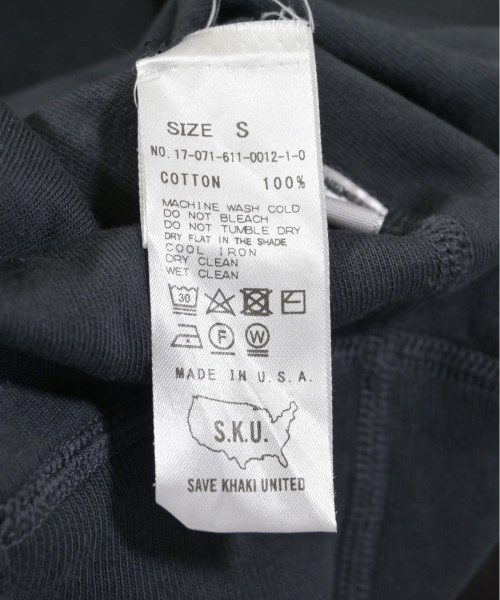 SIZE S
NO. 17-071-611-0012-1-0
COTTON 100%
MACHINE WASH COLD
DO NOT BLEACH
DO NOT TUMBLE DRY
DRY FLAT IN THE SHADE
COOL IRON
DRY CLEAN
WET CLEAN
30
F W
MADE IN U.S.A.
S.K.U.
SAVE KHAKI UNITED